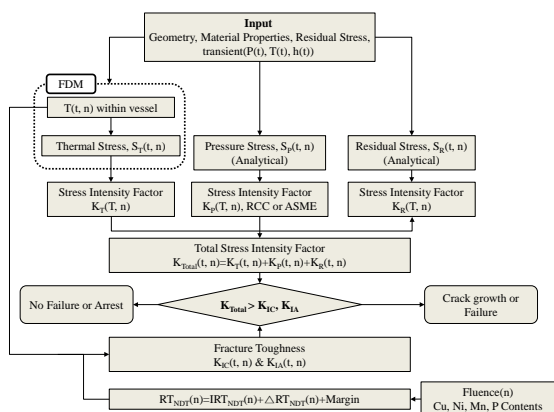 Input
Geometry, Material Properties, Residual Stress,
transient(P(t), T(t), h(t))
FDM
T(t, n) within vessel
Thermal Stress, S_T(t, n)
Pressure Stress, S_P(t, n)
(Analytical)
Residual Stress, S_R(t, n)
(Analytical)
Stress Intensity Factor
K_T(T, n)
Stress Intensity Factor
K_P(T, n), RCC or ASME
Stress Intensity Factor
K_R(T, n)
Total Stress Intensity Factor
K_Total(t, n)=K_T(t, n)+K_P(t, n)+K_R(t, n)
No Failure or Arrest
K_Total > K_IC, K_IA
Crack growth or
Failure
Fracture Toughness
K_IC(t, n) & K_IA(t, n)
RT_NDT(n)=IRT_NDT(n)+△RT_NDT(n)+Margin
Fluence(n)
Cu, Ni, Mn, P Contents